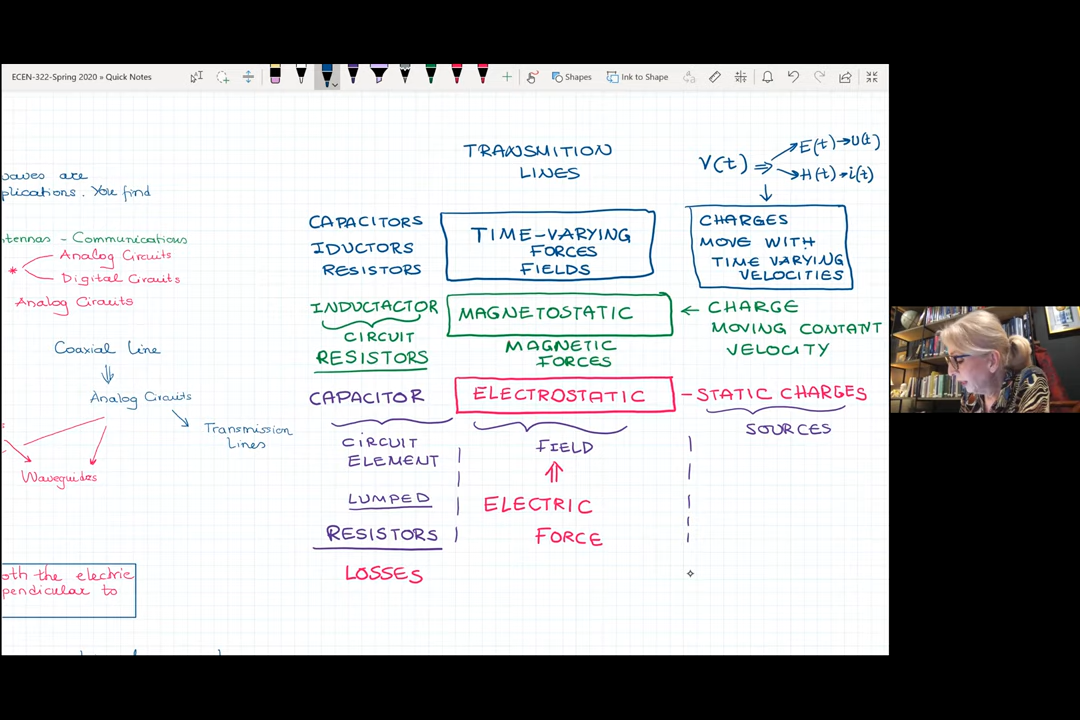 ECEN-322-Spring 2020 » Quick Notes
Shapes
Ink to Shape
waves are
plications. You find
tennas - Communications
* Analog Circuits
Digital Circuits
Analog Circuits
Coaxial Line
Analog Circuits
Transmission
Lines
Waveguides
oth the electric
pendicular to
TRANSMITION
LINES
V(t) ⇒ E(t) → U(t)
H(t) → i(t)
CAPACITORS
IDUCTORS
RESISTORS
TIME-VARYING
FORCES
FIELDS
CHARGES
MOVE WITH
TIME VARYING
VELOCITIES
INDUCTACTOR
CIRCUIT
RESISTORS
MAGNETOSTATIC
MAGNETIC
FORCES
← CHARGE
MOVING CONTANT
VELOCITY
CAPACITOR
ELECTROSTATIC
- STATIC CHARGES
SOURCES
CIRCUIT
ELEMENT
LUMPED
RESISTORS
LOSSES
FIELD
ELECTRIC
FORCE